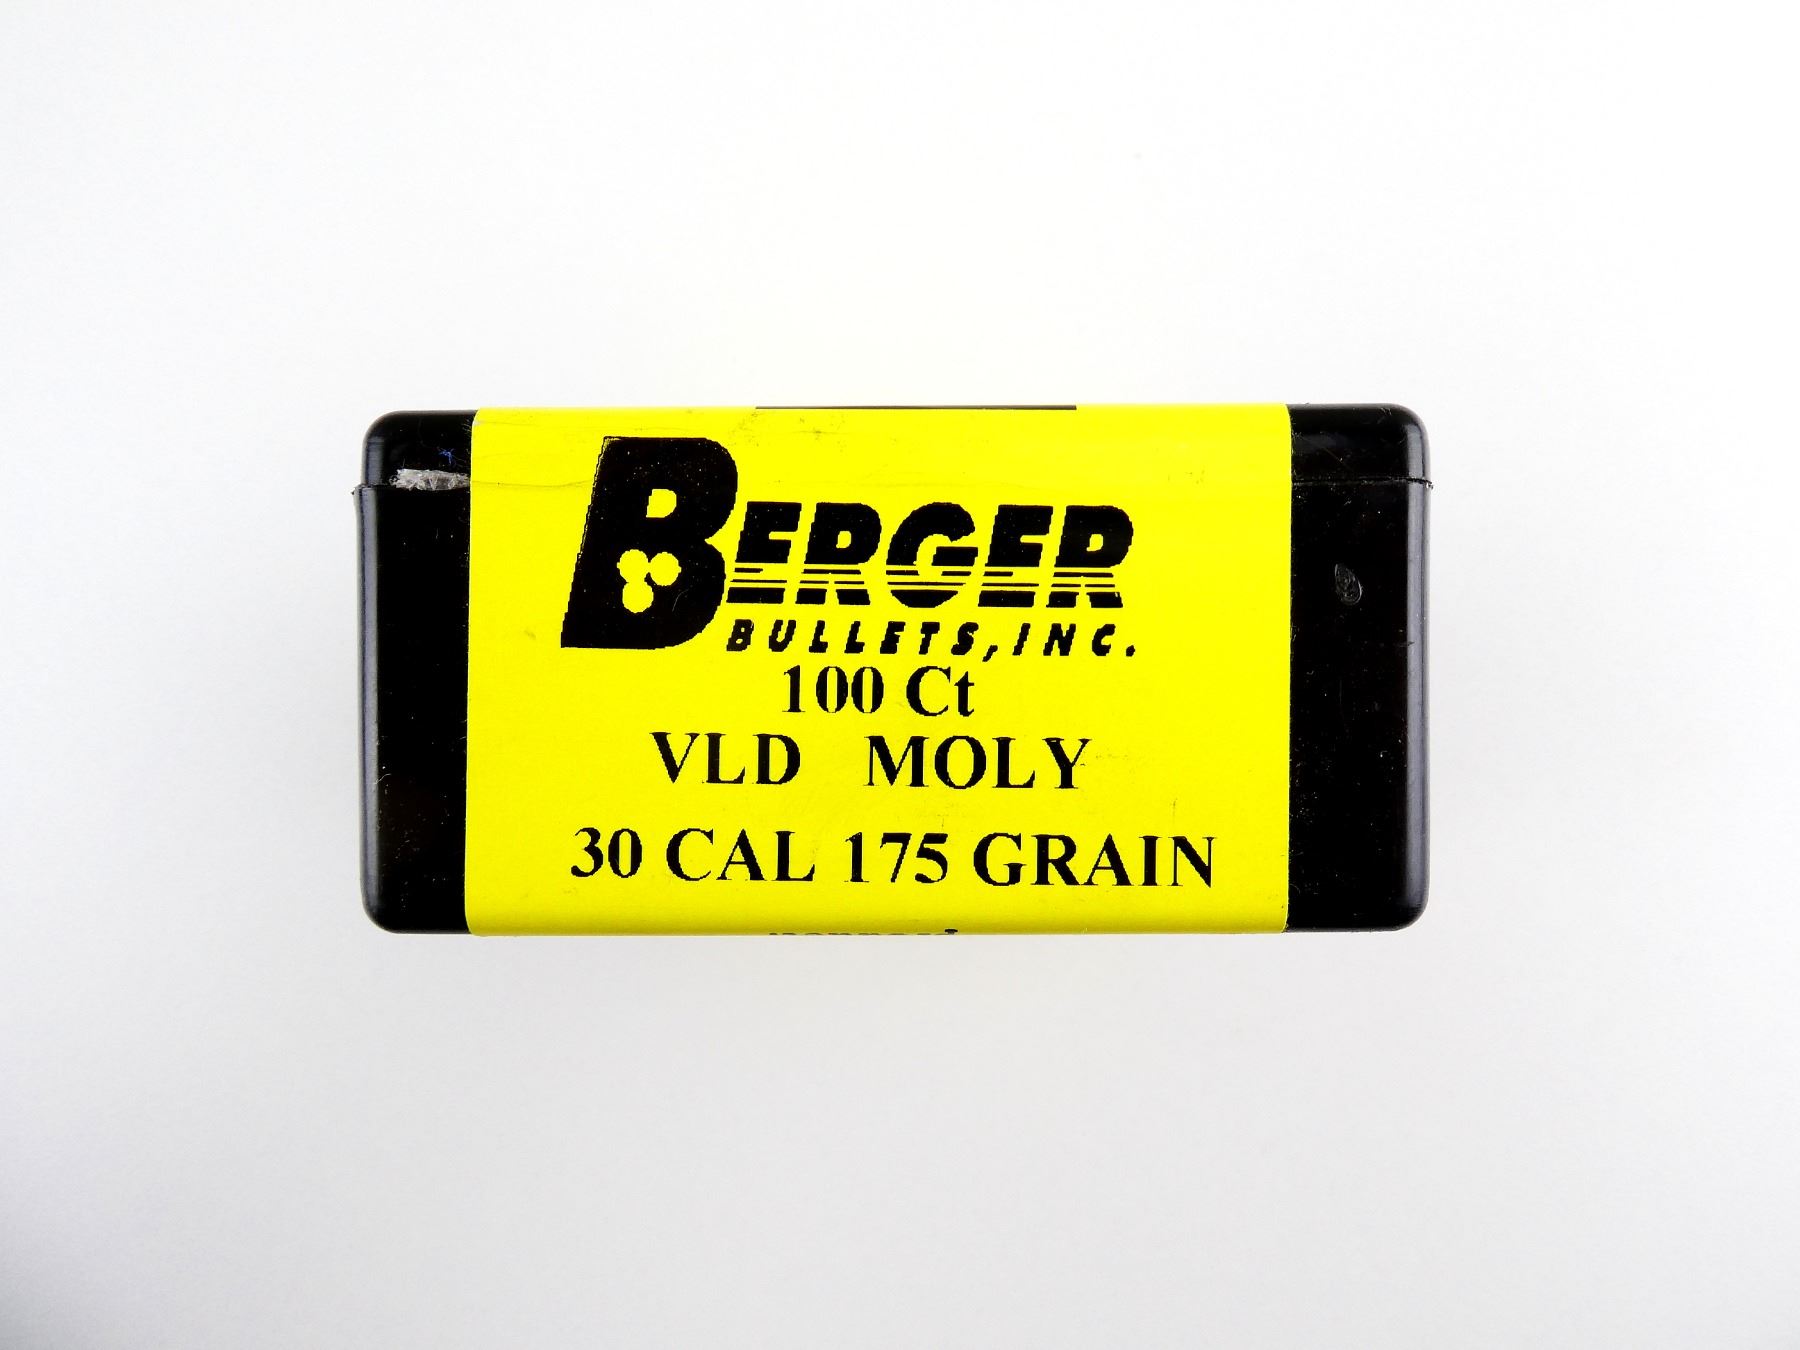 BERGER
BULLETS, INC.
100 Ct
VLD MOLY
30 CAL 175 GRAIN